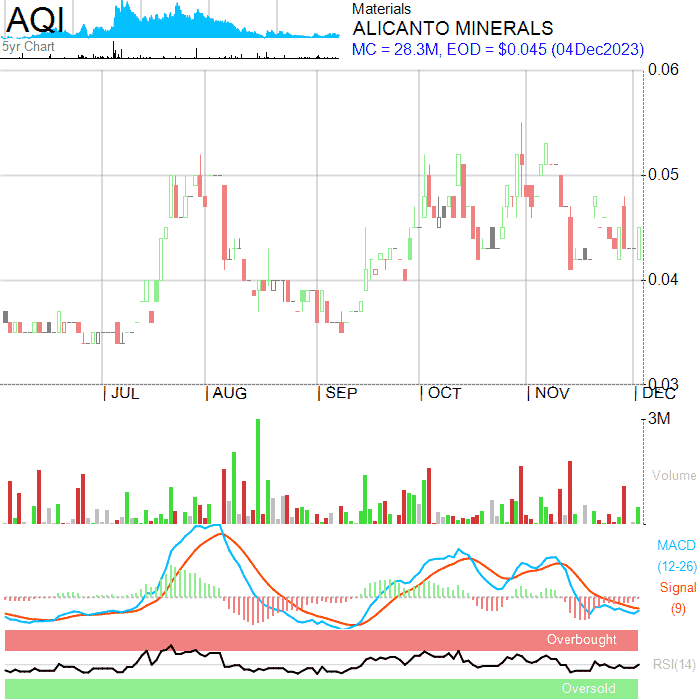 AQI
5yr Chart
Materials
ALICANTO MINERALS
MC = 28.3M, EOD = $0.045 (04Dec2023)
0.06
0.05
0.04
0.03
JUL AUG SEP OCT NOV DEC
3M
Volume
MACD
(12-26)
Signal
(9)
Overbought
RSI(14)
Oversold